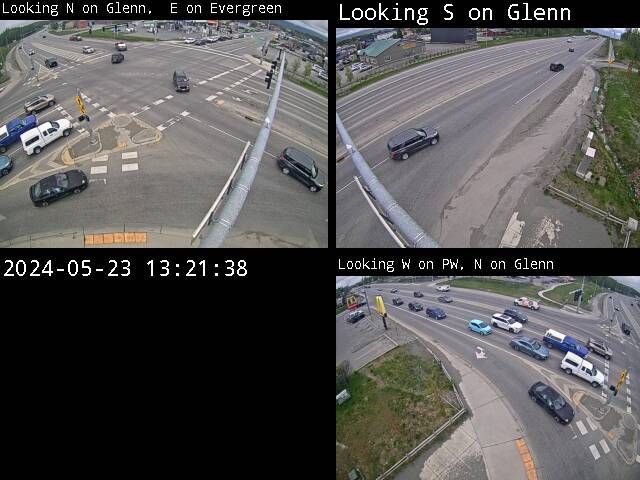 Looking N on Glenn,  E on Evergreen
Looking S on Glenn
2024-05-23 13:21:38
Looking W on PW, N on Glenn